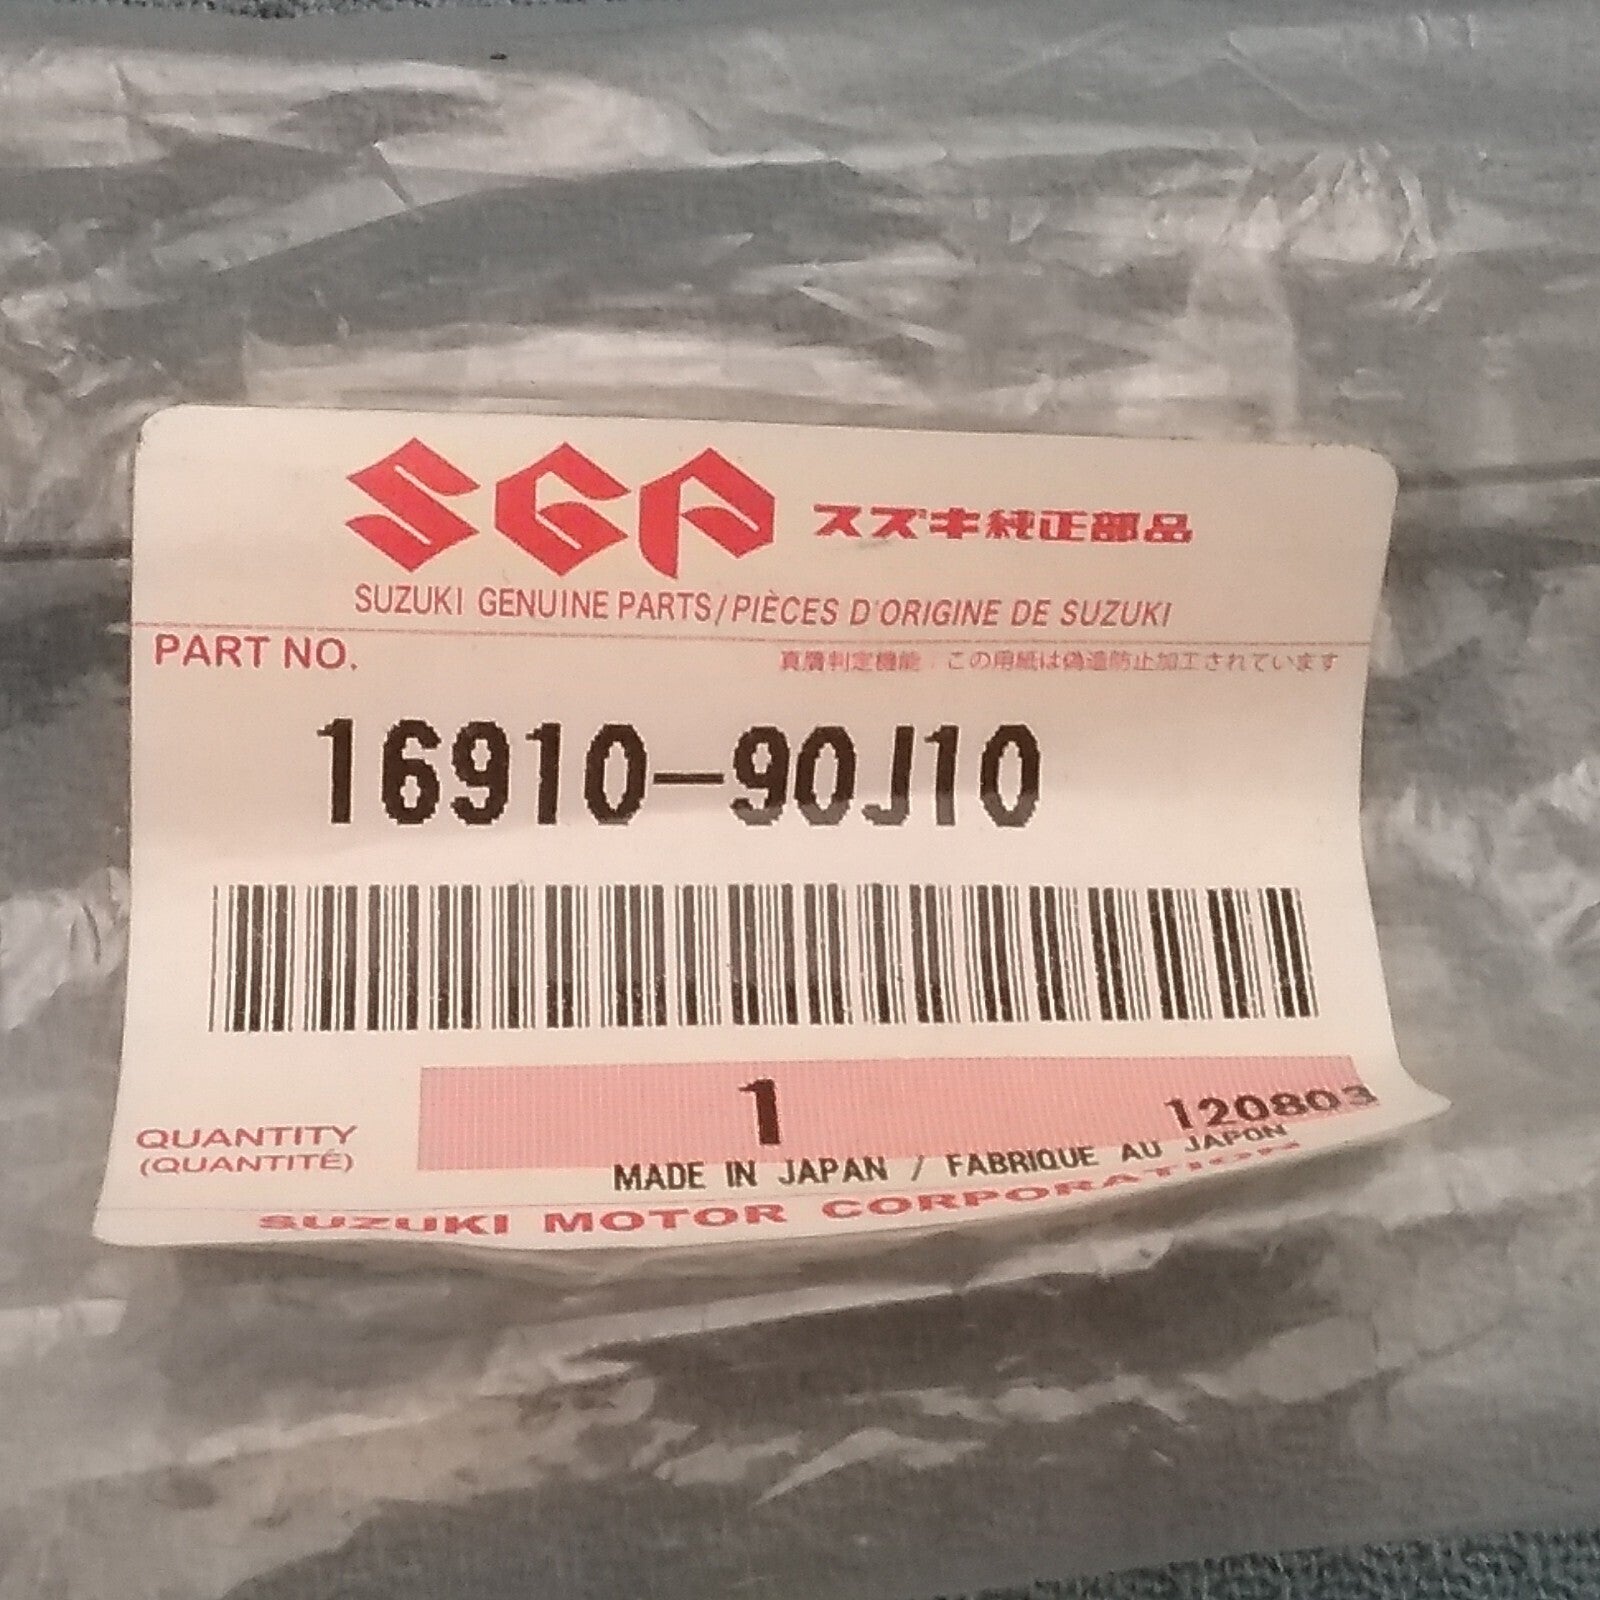 SGP スズキ純正部品
SUZUKI GENUINE PARTS/PIÈCES D'ORIGINE DE SUZUKI
PART NO. 真贋判定機能：この用紙は偽造防止加工されています
16910-90J10
1 120803
QUANTITY
(QUANTITÉ)
MADE IN JAPAN / FABRIQUE AU JAPON
SUZUKI MOTOR CORPORATION